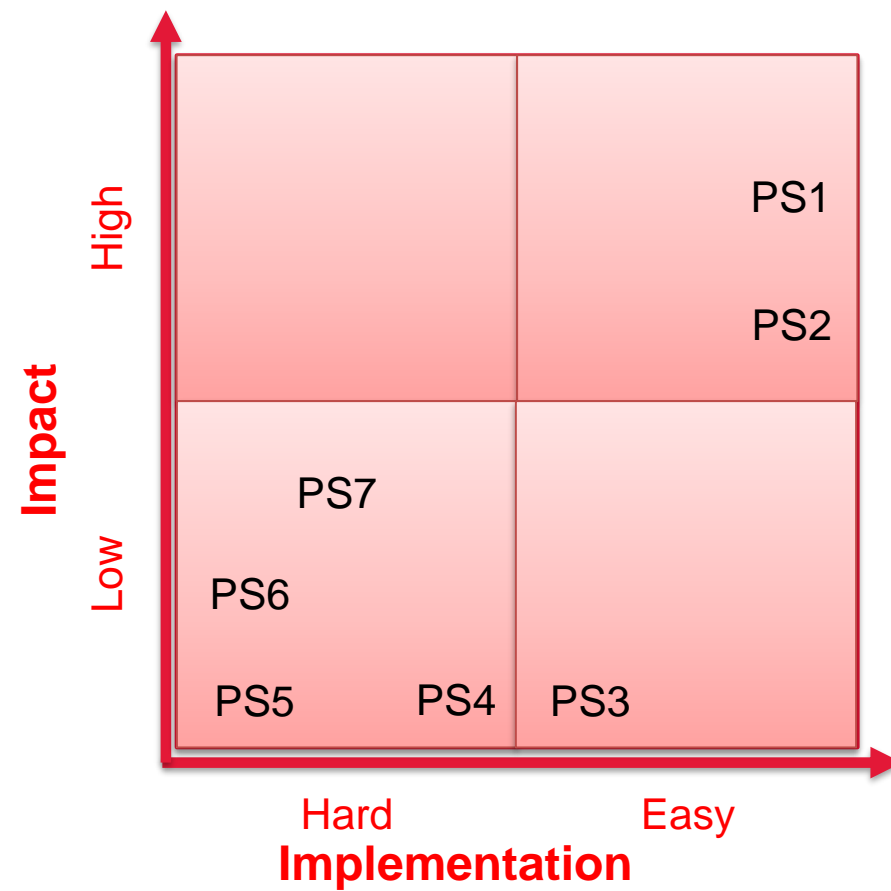 High
PS1
PS2
Impact
PS7
Low
PS6
PS5 PS4 PS3
Hard Easy
Implementation